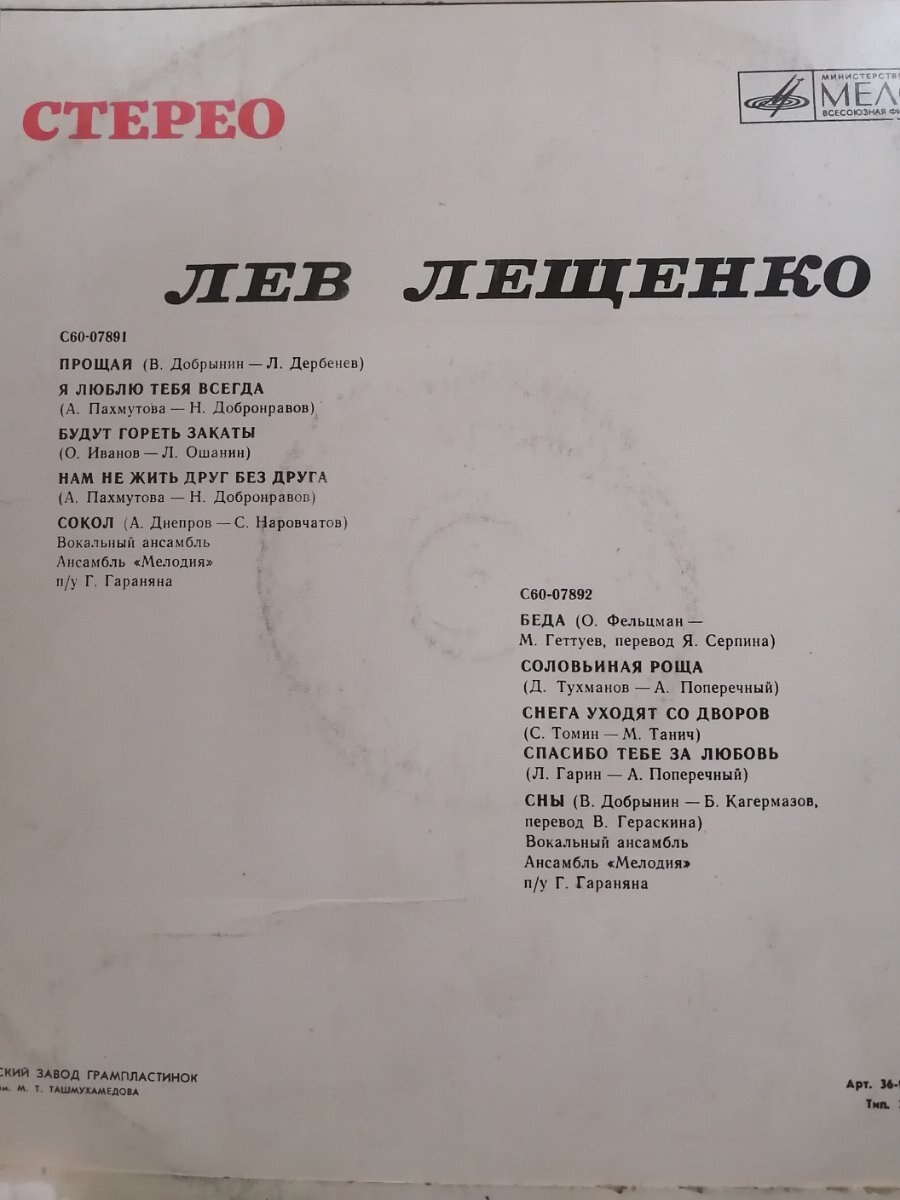 СТЕРЕО
МИНИСТЕРСТВО
МЕЛО
ВСЕСОЮЗНАЯ ФИ
ЛЕВ ЛЕЩЕНКО
С60-07891
ПРОЩАЙ (В. Добрынин — Л. Дербенев)
Я ЛЮБЛЮ ТЕБЯ ВСЕГДА
(А. Пахмутова — Н. Добронравов)
БУДУТ ГОРЕТЬ ЗАКАТЫ
(О. Иванов — Л. Ошанин)
НАМ НЕ ЖИТЬ ДРУГ БЕЗ ДРУГА
(А. Пахмутова — Н. Добронравов)
СОКОЛ (А. Днепров — С. Наровчатов)
Вокальный ансамбль
Ансамбль «Мелодия»
п/у Г. Гараняна
С60-07892
БЕДА (О. Фельцман —
М. Геттуев, перевод Я. Серпина)
СОЛОВЬИНАЯ РОЩА
(Д. Тухманов — А. Поперечный)
СНЕГА УХОДЯТ СО ДВОРОВ
(С. Томин — М. Танич)
СПАСИБО ТЕБЕ ЗА ЛЮБОВЬ
(Л. Гарин — А. Поперечный)
СНЫ (В. Добрынин — Б. Кагермазов,
перевод В. Гераскина)
Вокальный ансамбль
Ансамбль «Мелодия»
п/у Г. Гараняна
СКИЙ ЗАВОД ГРАМПЛАСТИНОК
им. М. Т. ТАШМУХАМЕДОВА
Арт. 36-
Тип.